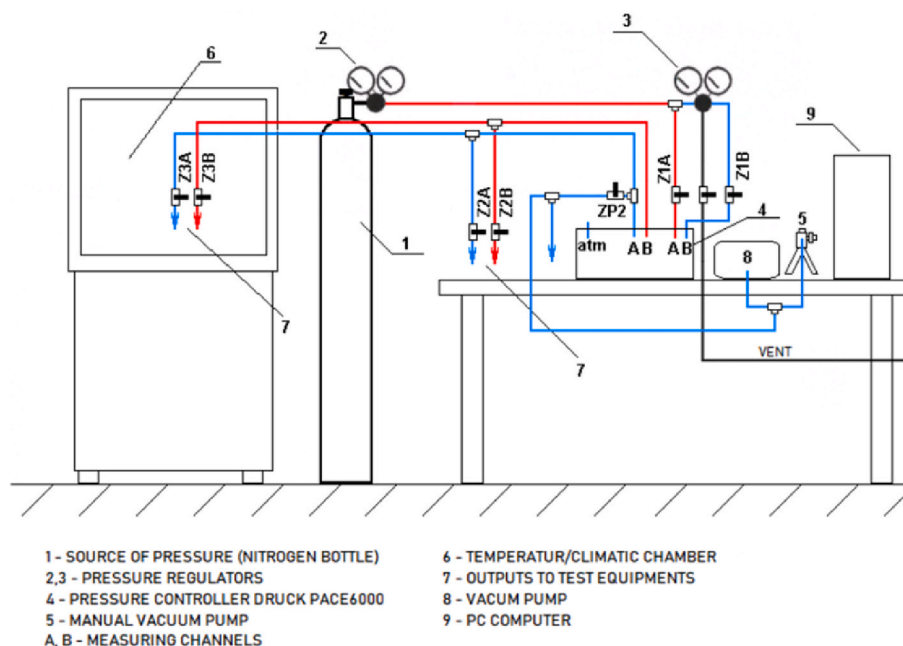 2
3
6
9
Z3A
Z3B
Z2A
Z2B
ZP2
Z1A
Z1B
4
5
atm
A B
A B
8
1
7
7
VENT
1 - SOURCE OF PRESSURE (NITROGEN BOTTLE)
2,3 - PRESSURE REGULATORS
4 - PRESSURE CONTROLLER DRUCK PACE6000
5 - MANUAL VACUUM PUMP
A, B - MEASURING CHANNELS
6 - TEMPERATUR/CLIMATIC CHAMBER
7 - OUTPUTS TO TEST EQUIPMENTS
8 - VACUM PUMP
9 - PC COMPUTER